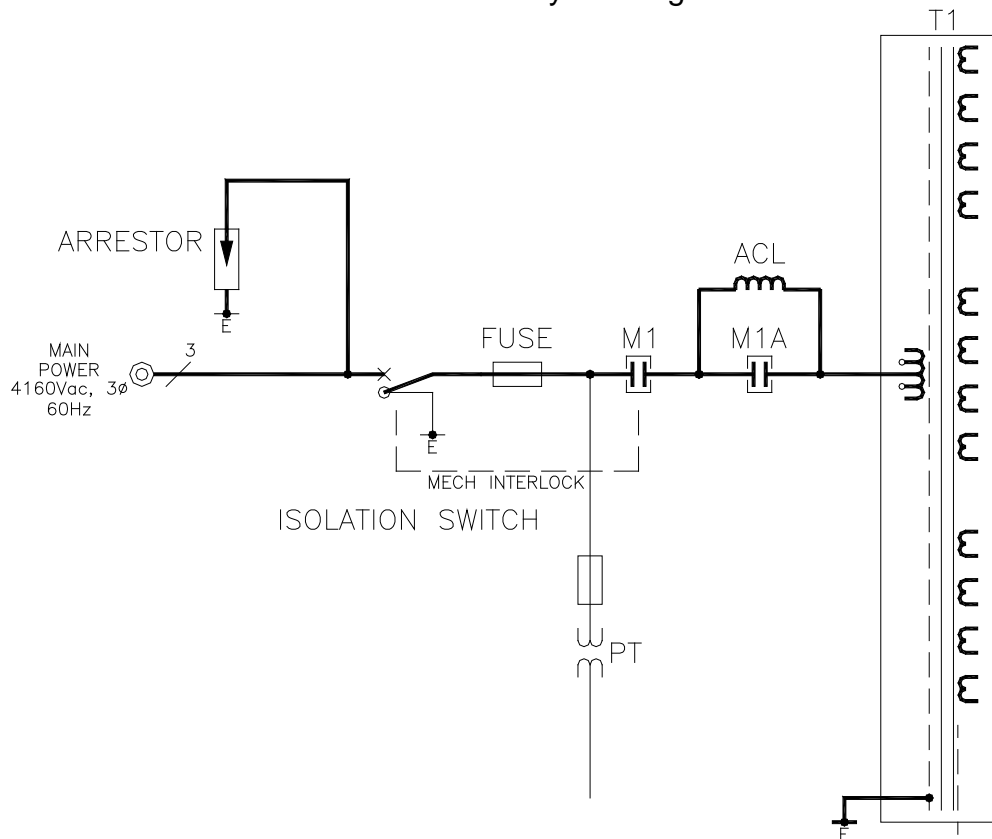 T1
ARRESTOR
E
ACL
MAIN
POWER
4160Vac, 3ø
60Hz
3
FUSE
M1
M1A
E
MECH INTERLOCK
ISOLATION SWITCH
PT
E